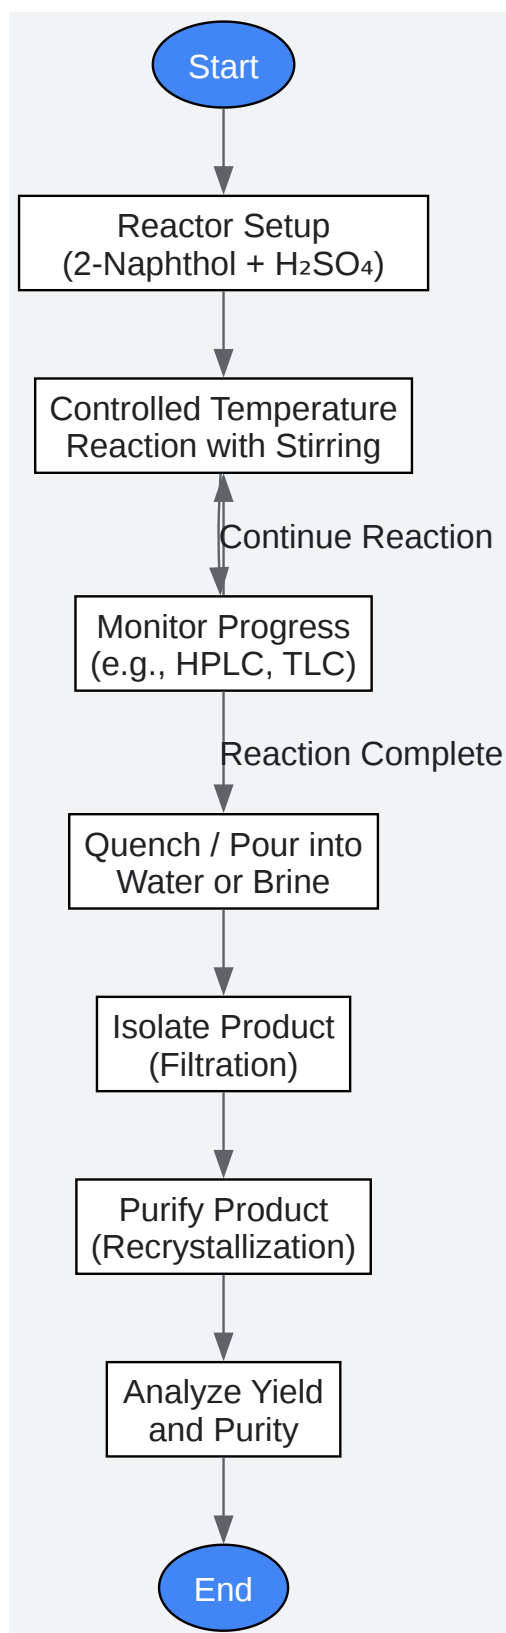 Start
Reactor Setup
(2-Naphthol + H₂SO₄)
Controlled Temperature
Reaction with Stirring
Continue Reaction
Monitor Progress
(e.g., HPLC, TLC)
Reaction Complete
Quench / Pour into
Water or Brine
Isolate Product
(Filtration)
Purify Product
(Recrystallization)
Analyze Yield
and Purity
End